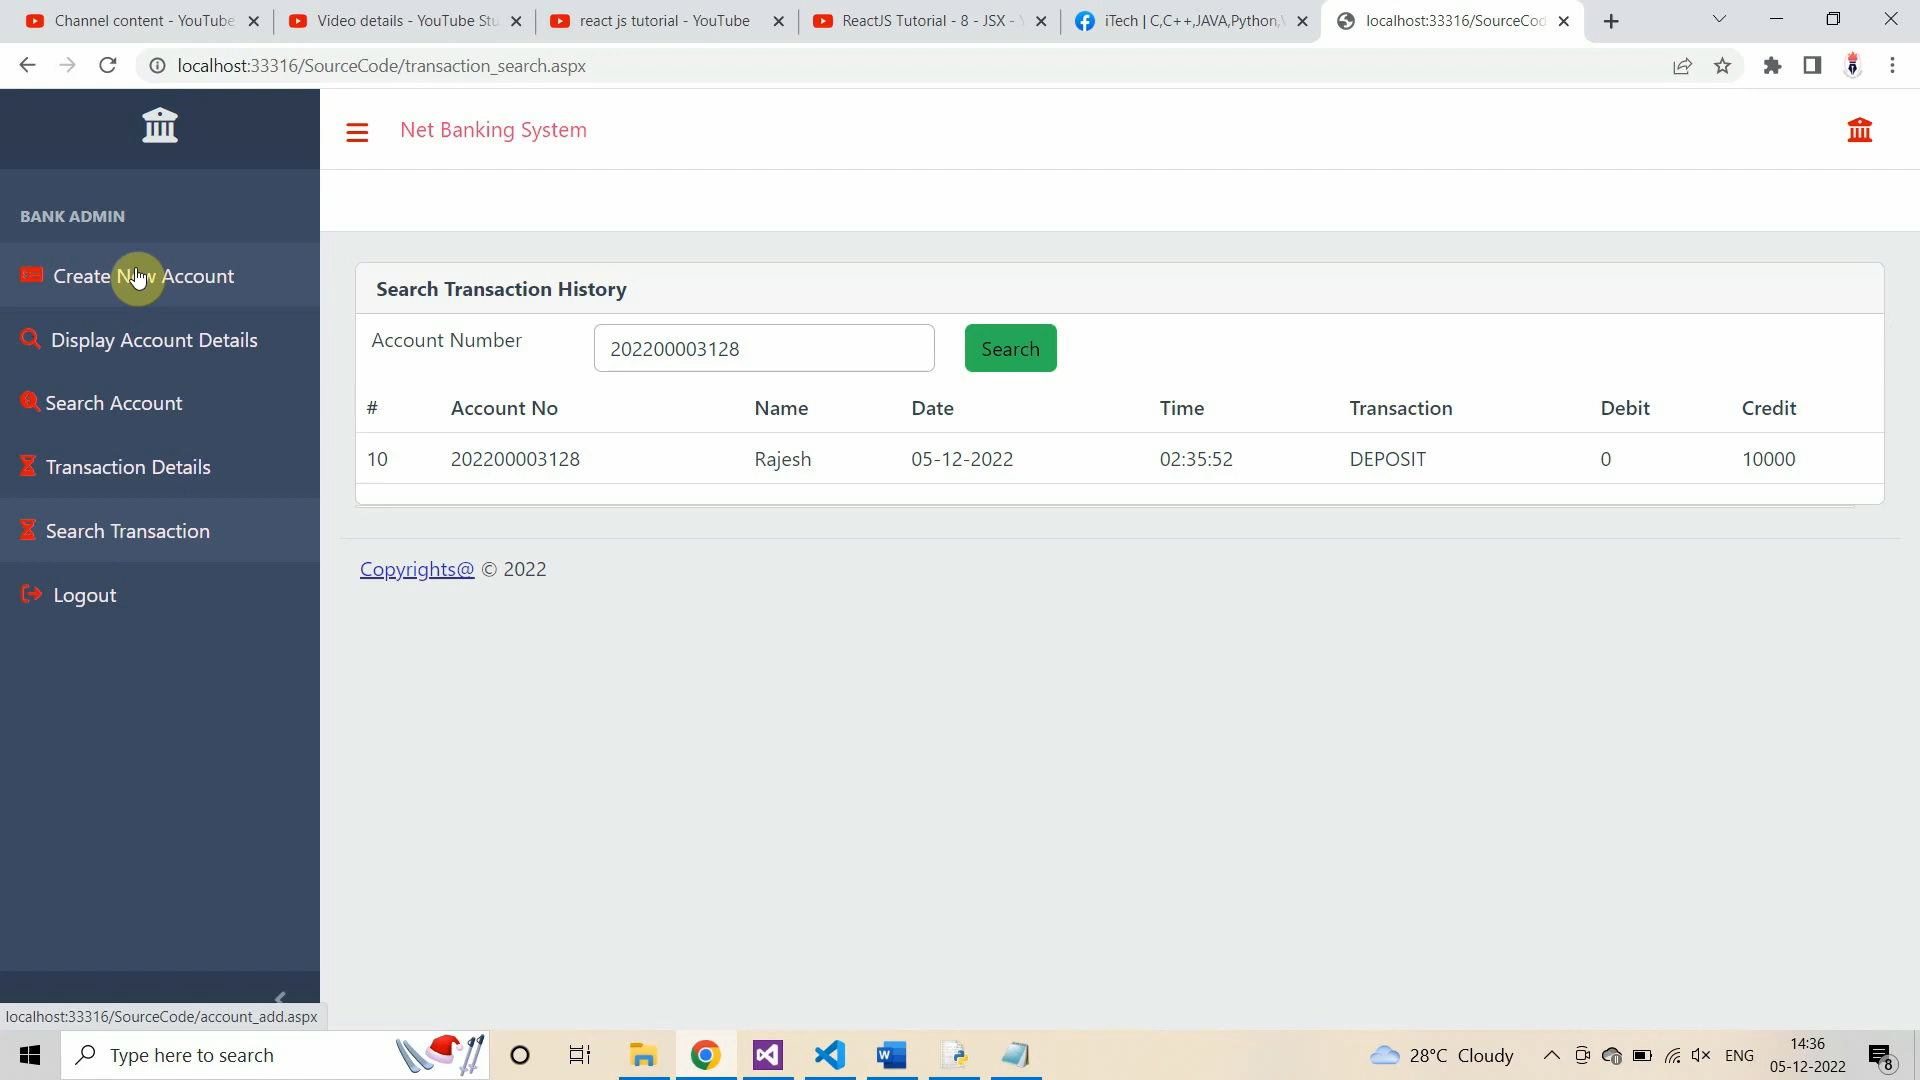 Channel content - YouTube
Video details - YouTube Stu
react js tutorial - YouTube
ReactJS Tutorial - 8 - JSX -
iTech | C,C++,JAVA,Python,
localhost:33316/SourceCod
localhost:33316/SourceCode/transaction_search.aspx
Net Banking System
BANK ADMIN
Create New Account
Display Account Details
Search Account
Transaction Details
Search Transaction
Logout
Search Transaction History
Account Number 202200003128 Search
# Account No Name Date Time Transaction Debit Credit
10 202200003128 Rajesh 05-12-2022 02:35:52 DEPOSIT 0 10000
Copyrights@ © 2022
localhost:33316/SourceCode/account_add.aspx
Type here to search
28°C Cloudy
ENG
14:36
05-12-2022
8